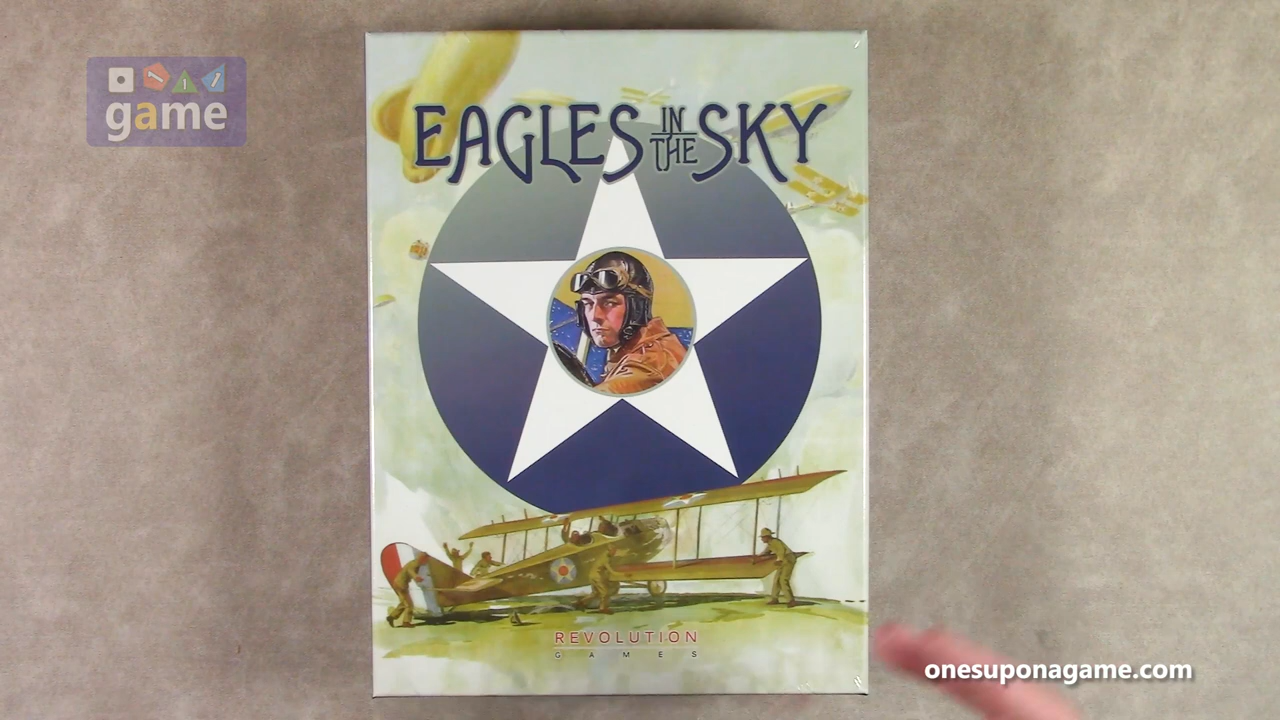 game
EAGLES IN THE SKY
REVOLUTION
GAMES
onesuponagame.com